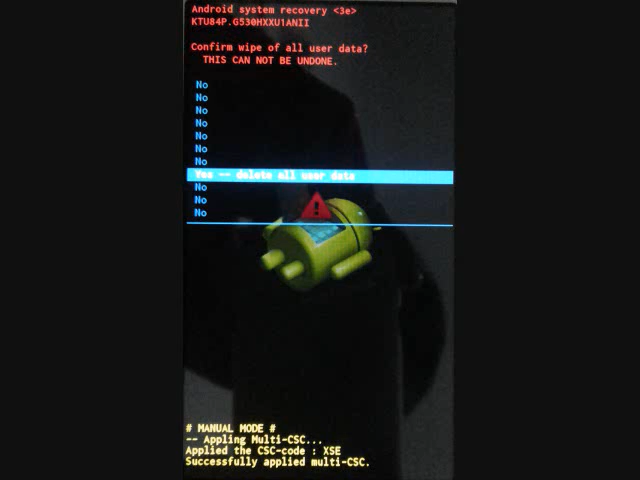 Android system recovery <3e>
KTU84P.G530HXXU1ANII
Confirm wipe of all user data?
THIS CAN NOT BE UNDONE.
No
No
No
No
No
No
No
Yes -- delete all user data
No
No
No
# MANUAL MODE #
-- Appling Multi-CSC...
Applied the CSC-code : XSE
Successfully applied multi-CSC.